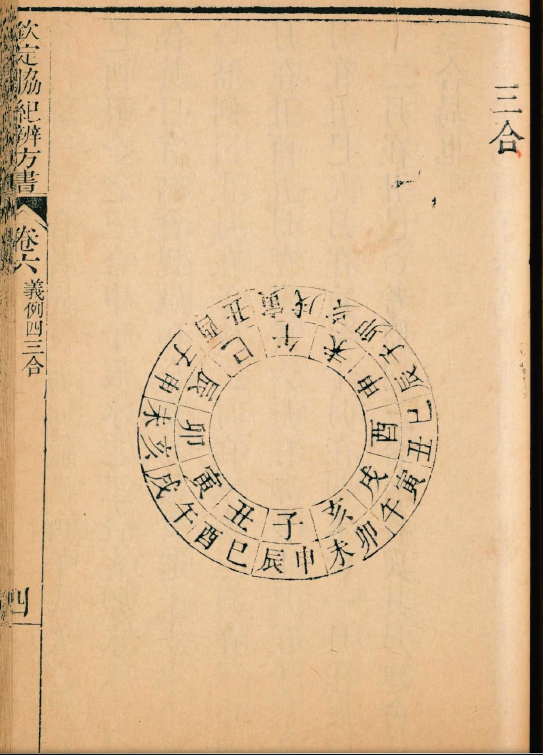 三合
子丑寅卯辰巳午未申酉戌亥
申辰巳酉午戌亥未申子酉丑寅戌亥卯子辰巳丑寅午卯未
欽定協紀辨方書
卷六
義例四三合
四